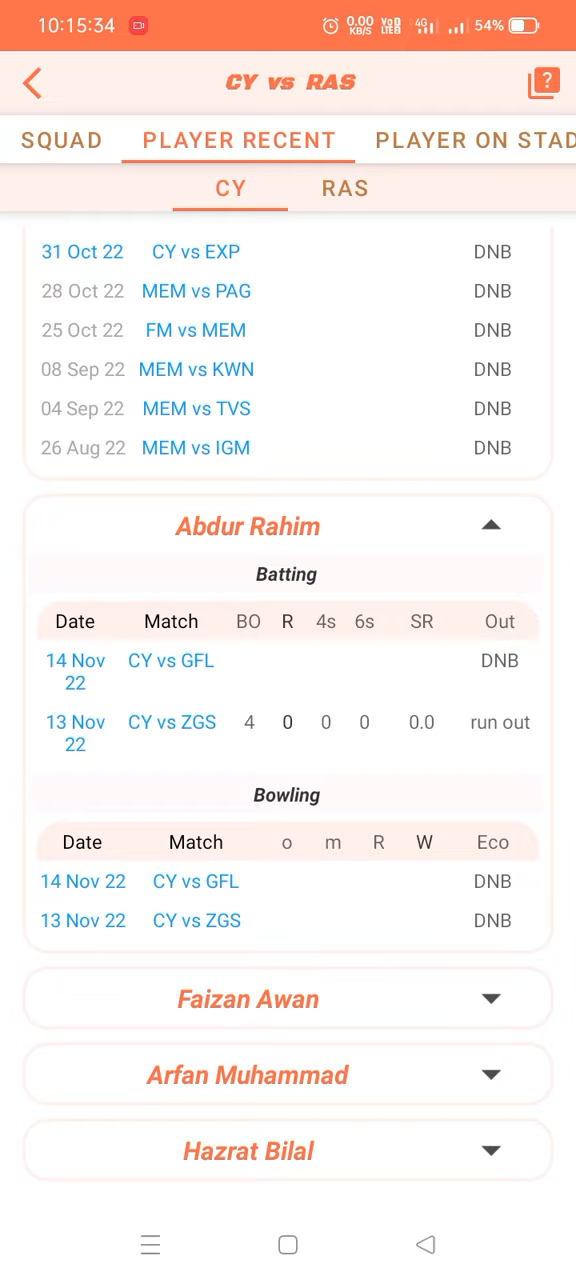 10:15:34 0.00 KB/S Vo) LTEB 4G 54%
CY vs RAS ?
SQUAD PLAYER RECENT PLAYER ON STAD
CY RAS
31 Oct 22 CY vs EXP DNB
28 Oct 22 MEM vs PAG DNB
25 Oct 22 FM vs MEM DNB
08 Sep 22 MEM vs KWN DNB
04 Sep 22 MEM vs TVS DNB
26 Aug 22 MEM vs IGM DNB
Abdur Rahim
Batting
Date Match BO R 4s 6s SR Out
14 Nov 22 CY vs GFL DNB
13 Nov 22 CY vs ZGS 4 0 0 0 0.0 run out
Bowling
Date Match o m R W Eco
14 Nov 22 CY vs GFL DNB
13 Nov 22 CY vs ZGS DNB
Faizan Awan
Arfan Muhammad
Hazrat Bilal